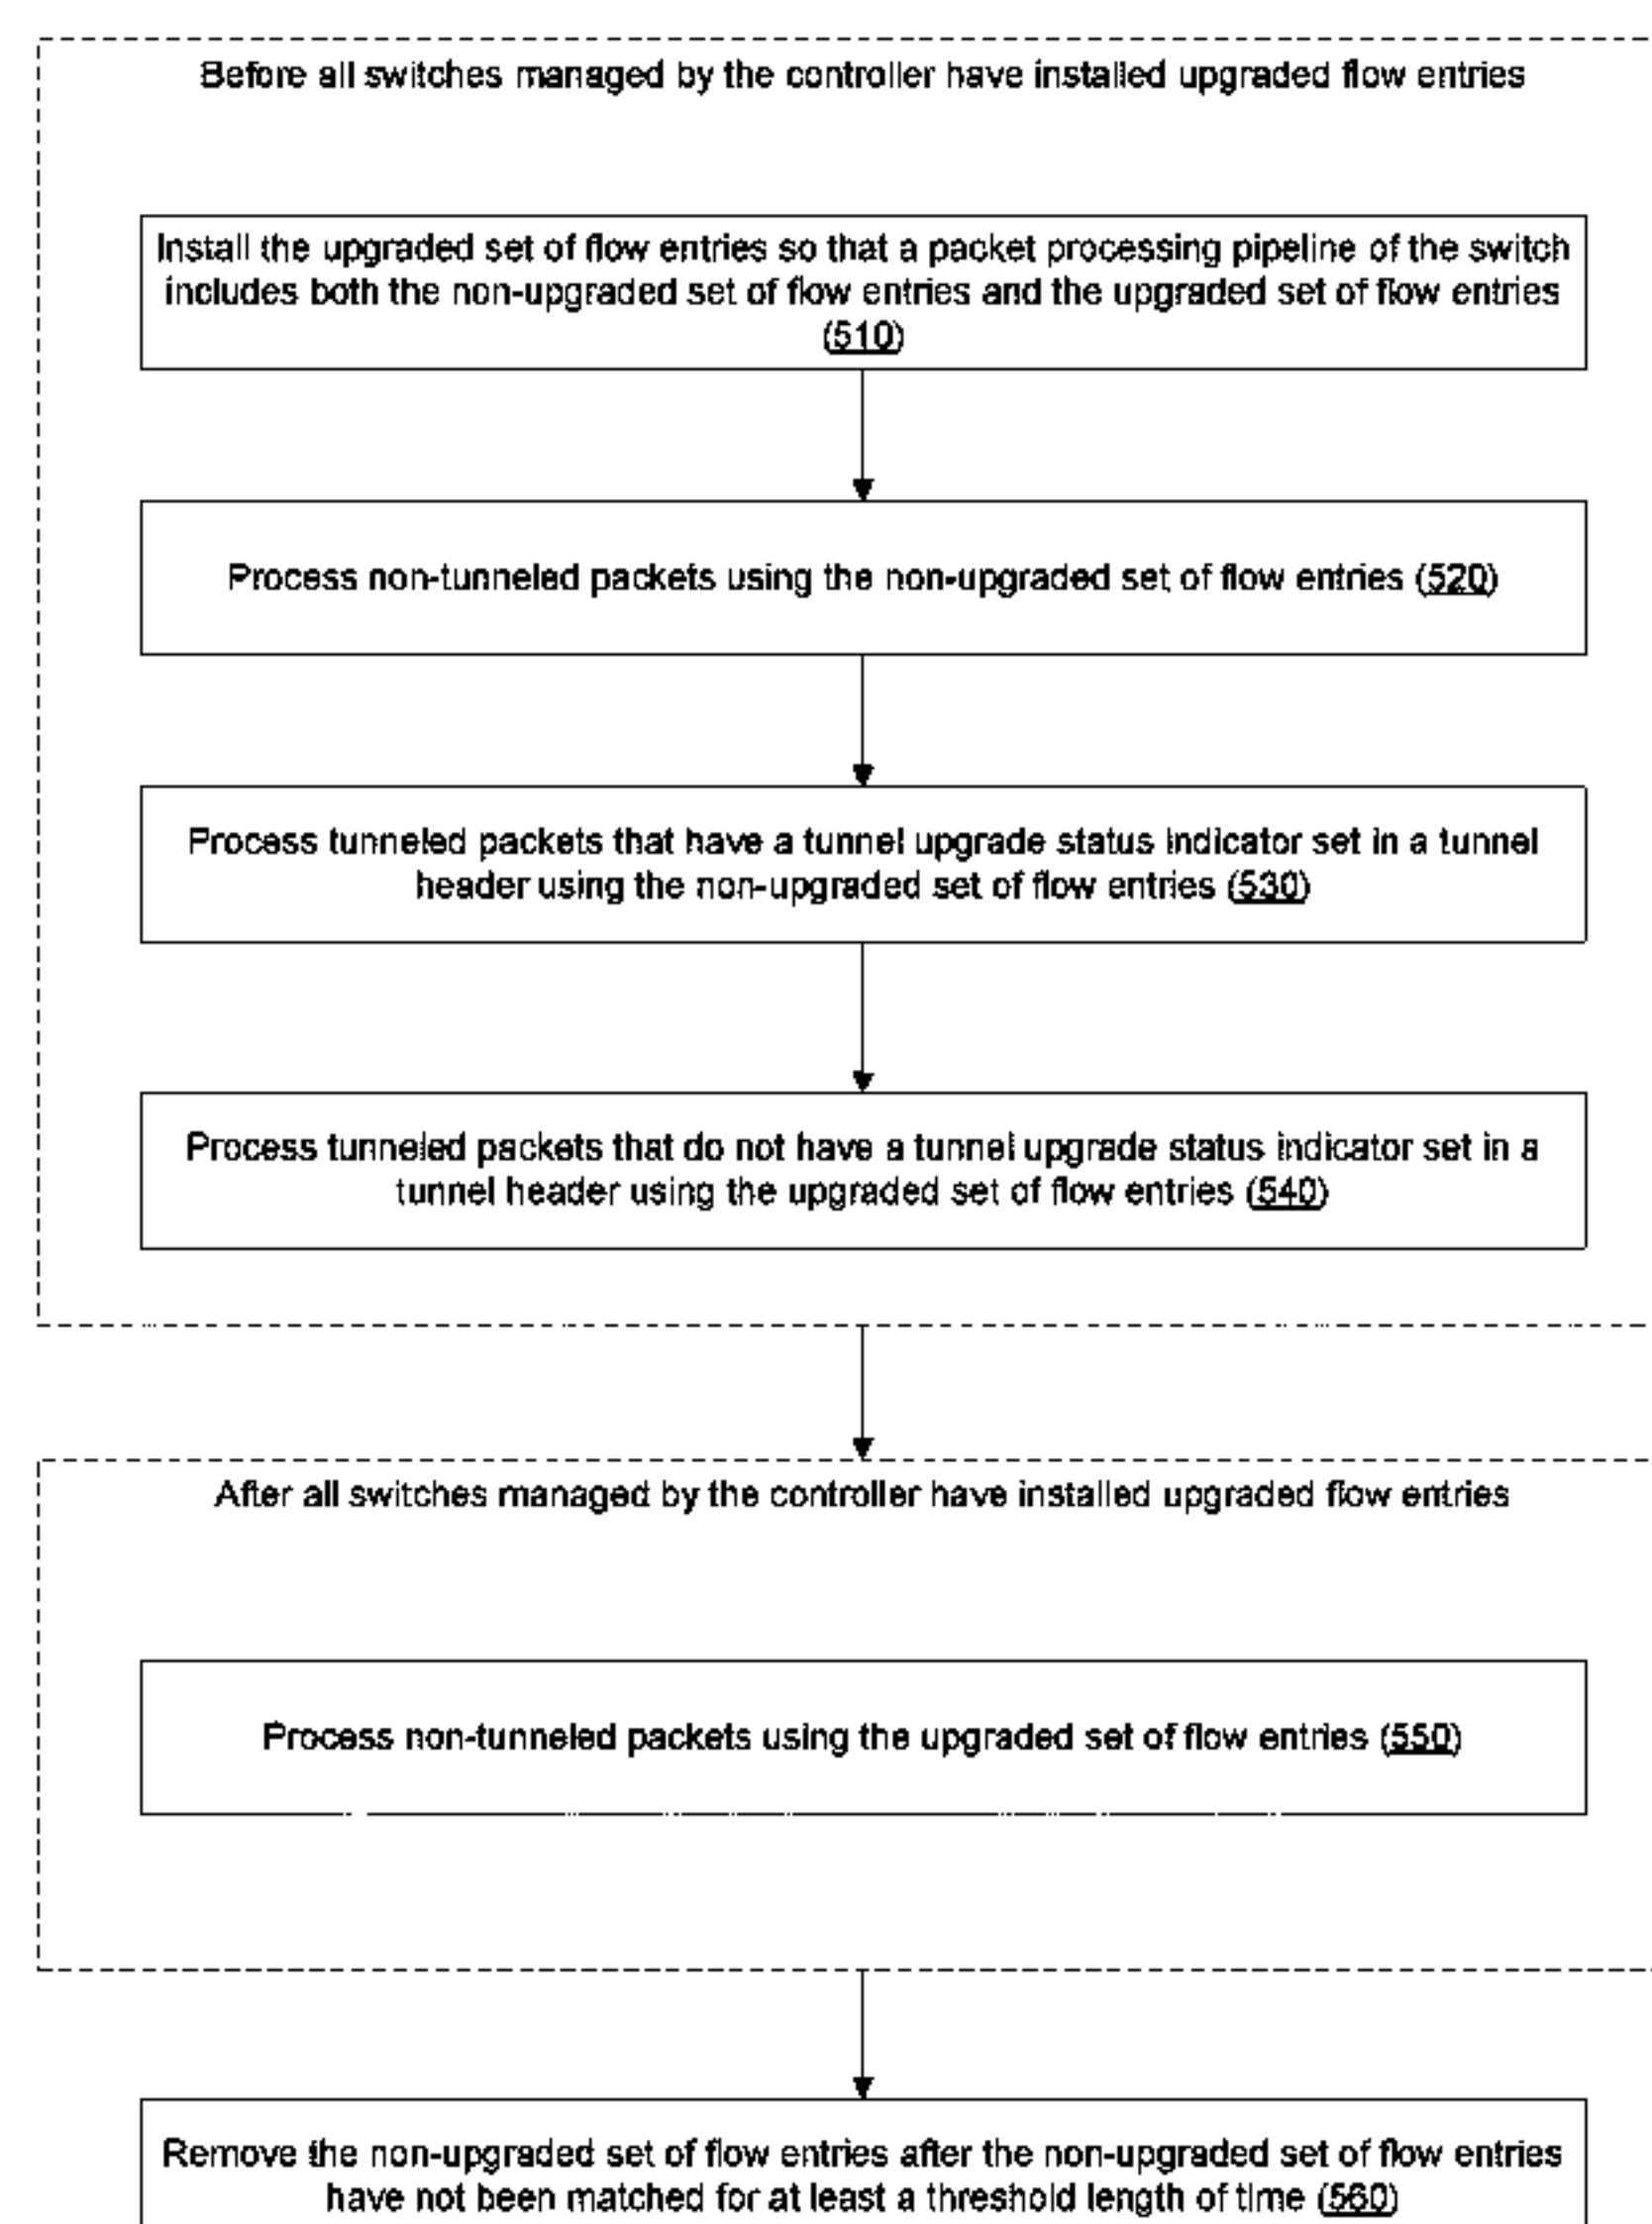 Before all switches managed by the controller have installed upgraded flow entries
Install the upgraded set of flow entries so that a packet processing pipeline of the switch
includes both the non-upgraded set of flow entries and the upgraded set of flow entries
(510)
Process non-tunneled packets using the non-upgraded set of flow entries (520)
Process tunneled packets that have a tunnel upgrade status indicator set in a tunnel
header using the non-upgraded set of flow entries (530)
Process tunneled packets that do not have a tunnel upgrade status indicator set in a
tunnel header using the upgraded set of flow entries (540)
After all switches managed by the controller have installed upgraded flow entries
Process non-tunneled packets using the upgraded set of flow entries (550)
Remove the non-upgraded set of flow entries after the non-upgraded set of flow entries
have not been matched for at least a threshold length of time (560)